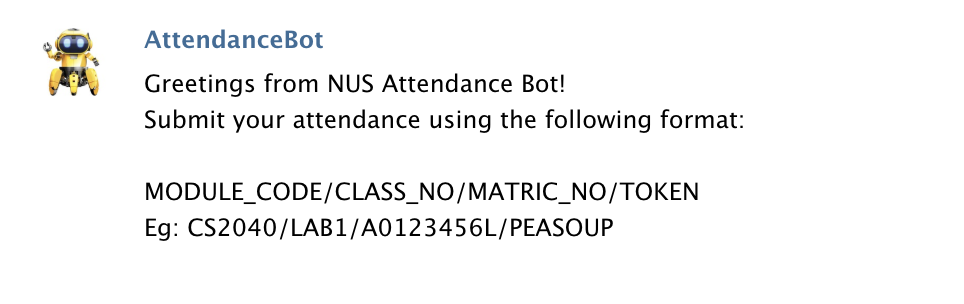 AttendanceBot
Greetings from NUS Attendance Bot!
Submit your attendance using the following format:
MODULE_CODE/CLASS_NO/MATRIC_NO/TOKEN
Eg: CS2040/LAB1/A0123456L/PEASOUP